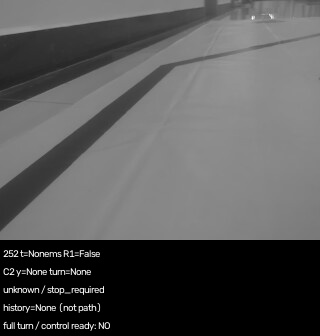 252 t=Nonems R1=False
C2 y=None turn=None
unknown / stop_required
history=None (not path)
full turn / control ready: NO